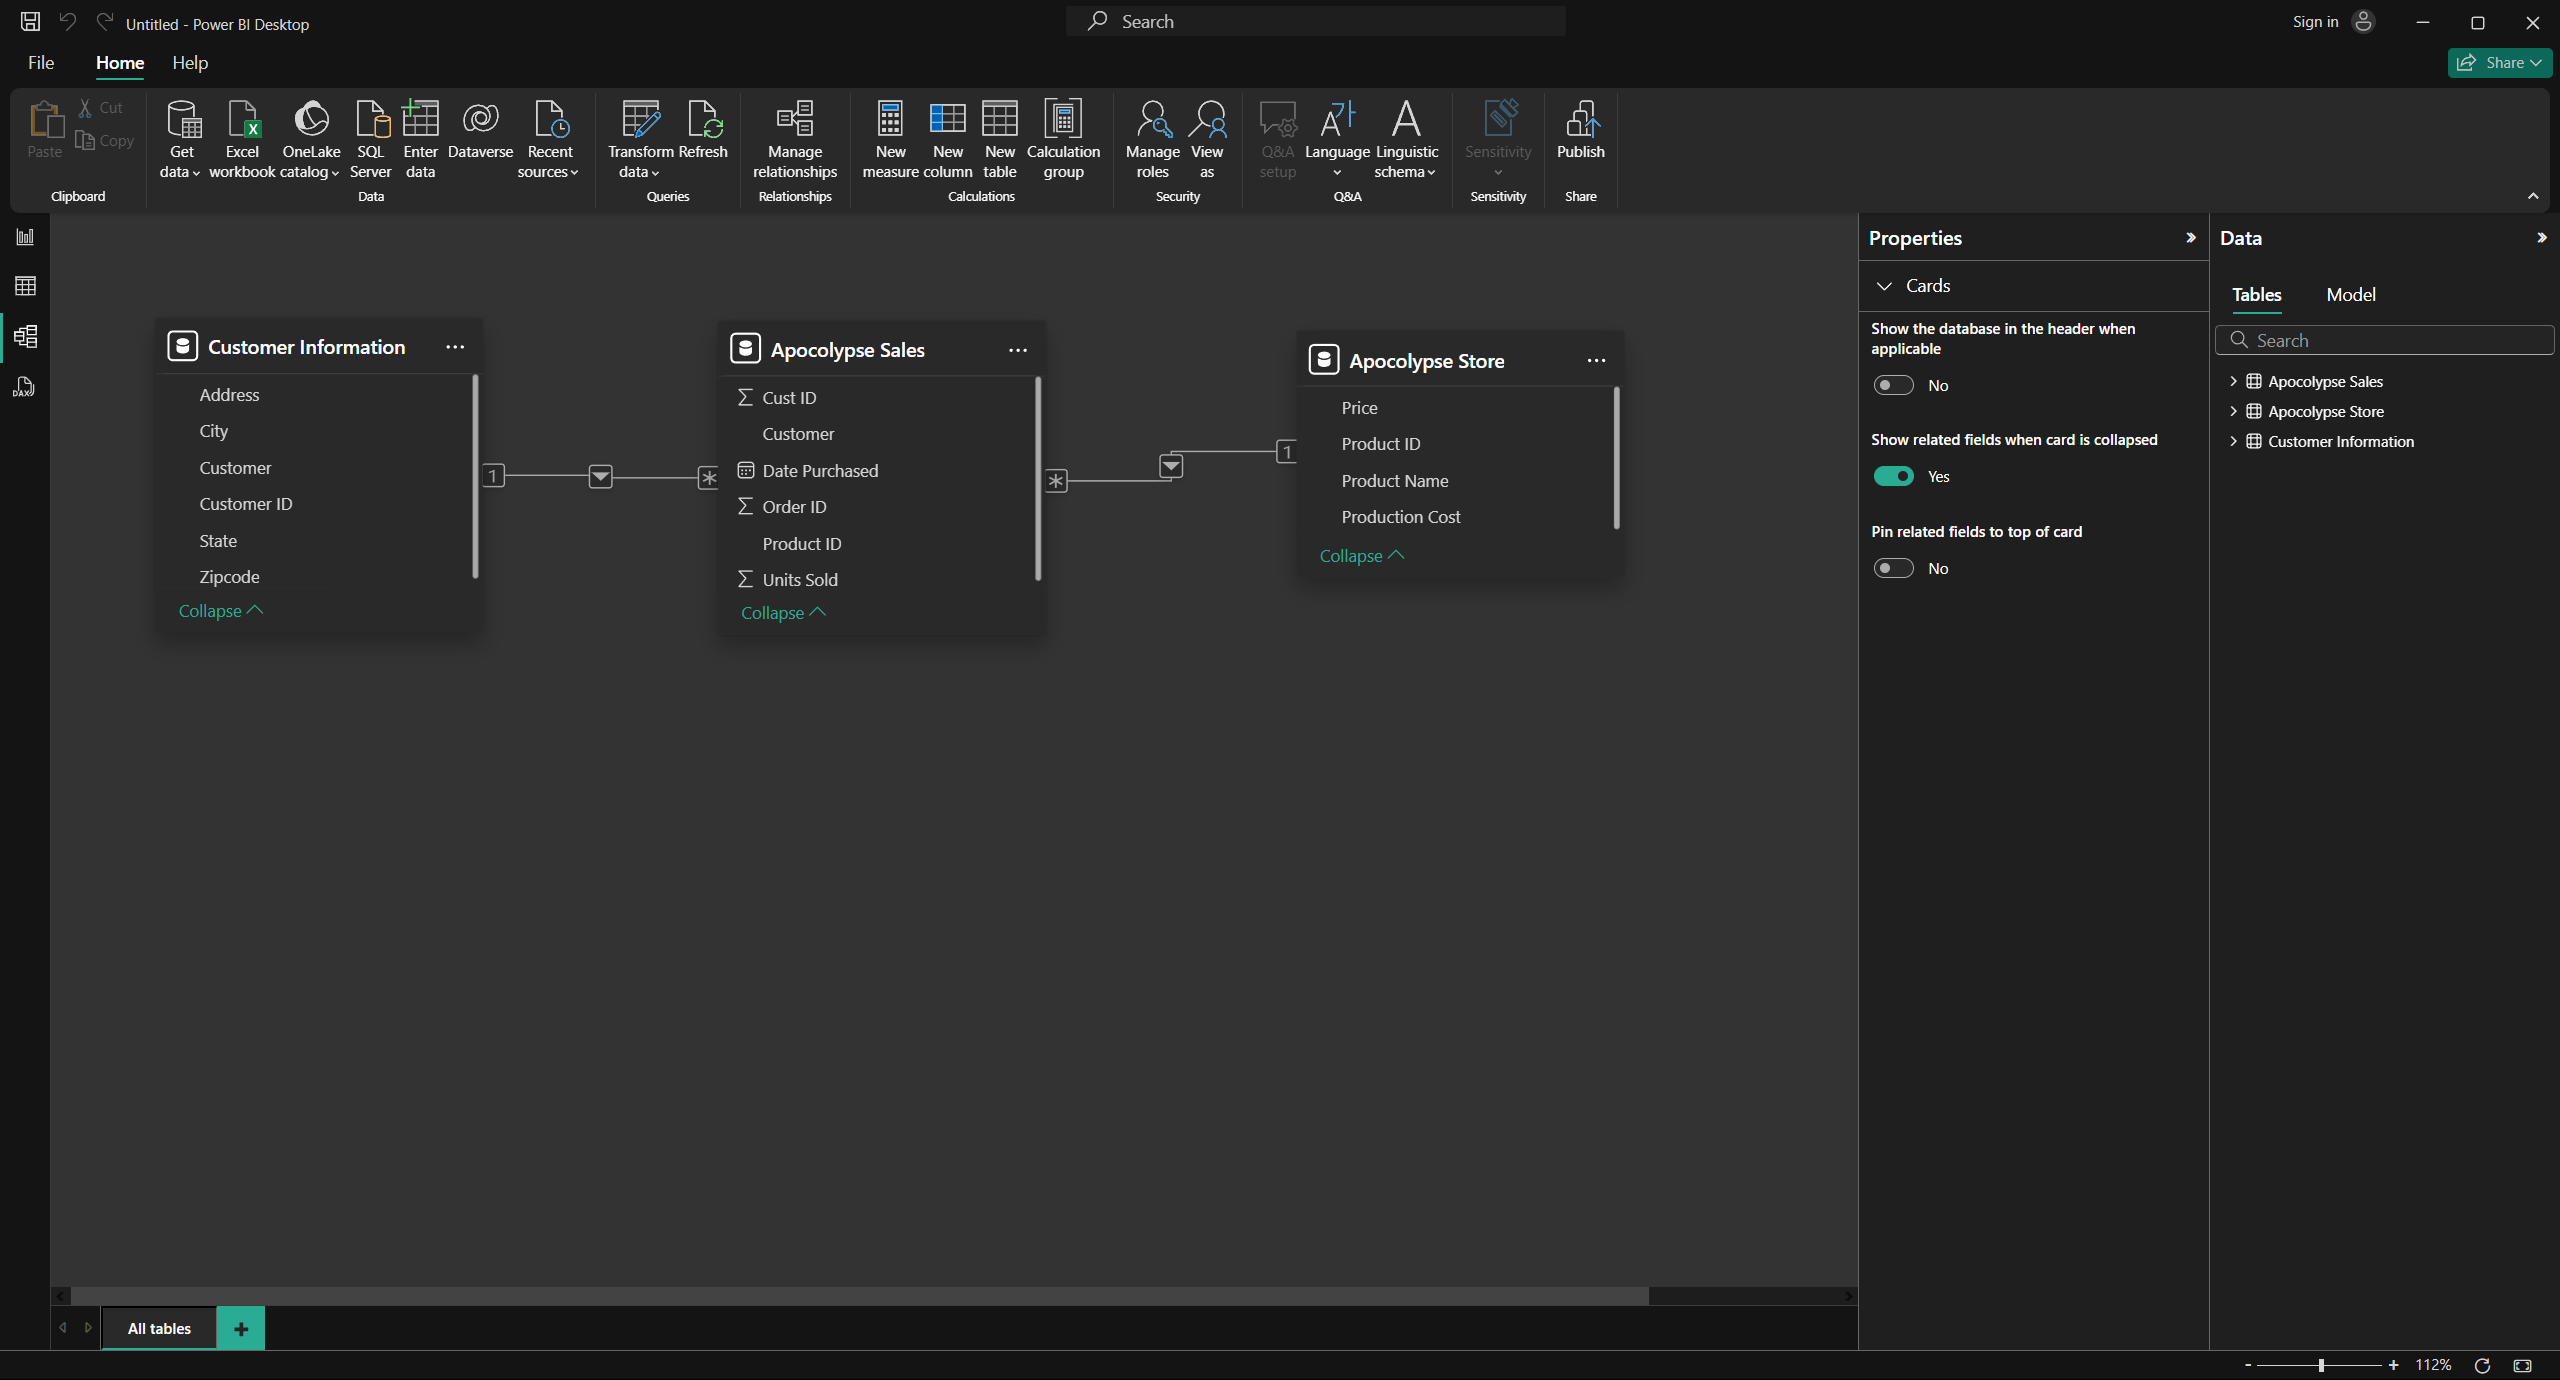 Untitled - Power BI Desktop
Search
Sign in
File
Home
Help
Share
Paste
Cut
Copy
Clipboard
Get data
Excel workbook
OneLake catalog
SQL Server
Enter data
Dataverse
Recent sources
Data
Transform data
Refresh
Queries
Manage relationships
Relationships
New measure
New column
New table
Calculation group
Calculations
Manage roles
View as
Security
Q&A setup
Language
Linguistic schema
Q&A
Sensitivity
Sensitivity
Publish
Share
DAX
Customer Information
Address
City
Customer
Customer ID
State
Zipcode
Collapse
1
*
Apocolypse Sales
Σ Cust ID
Customer
Date Purchased
Σ Order ID
Product ID
Σ Units Sold
Collapse
*
1
Apocolypse Store
Price
Product ID
Product Name
Production Cost
Collapse
Properties
Cards
Show the database in the header when
applicable
No
Show related fields when card is collapsed
Yes
Pin related fields to top of card
No
Data
Tables
Model
Search
Apocolypse Sales
Apocolypse Store
Customer Information
All tables
+
- + 112%